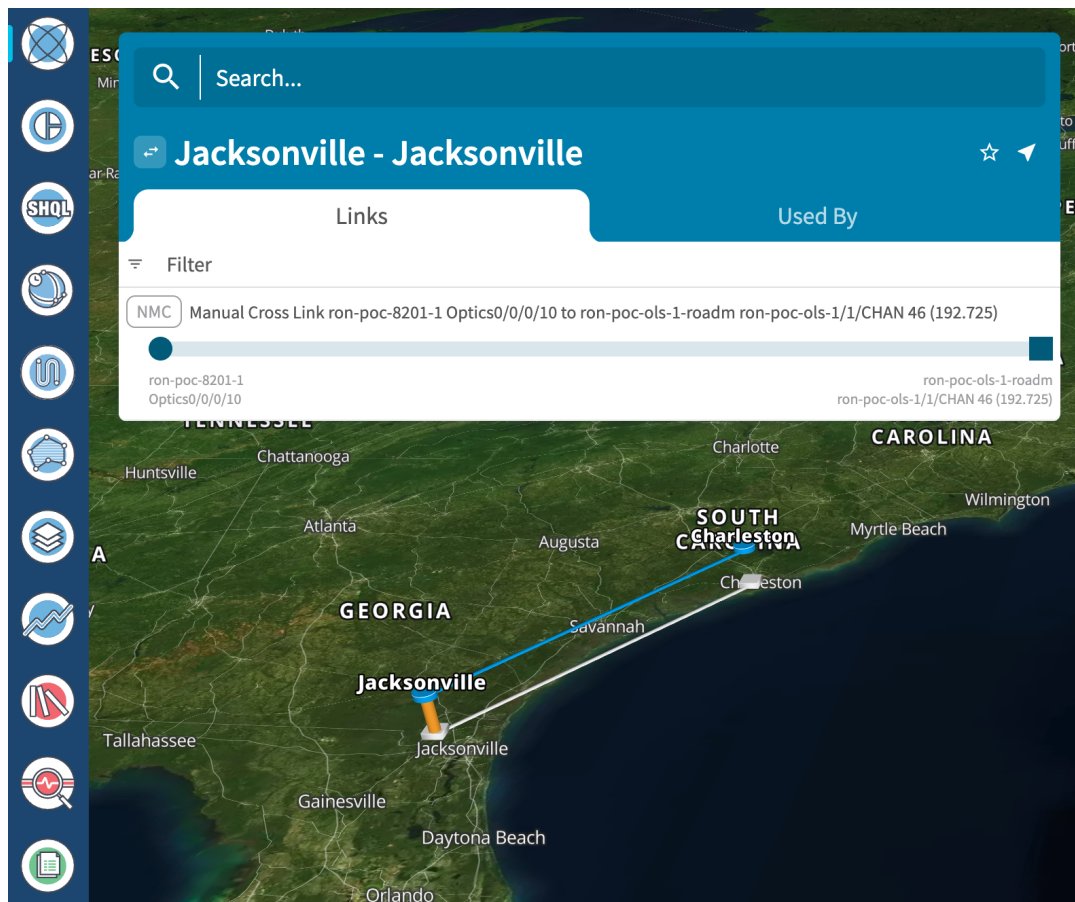 Search...
Jacksonville - Jacksonville
Links
Used By
Filter
NMC
Manual Cross Link ron-poc-8201-1 Optics0/0/0/10 to ron-poc-ols-1-roadm ron-poc-ols-1/1/CHAN 46 (192.725)
ron-poc-8201-1
ron-poc-ols-1-roadm
Optics0/0/0/10
ron-poc-ols-1/1/CHAN 46 (192.725)
SHQL
TENNESSEE
CAROLINA
Charlotte
Chattanooga
Huntsville
Wilmington
SOUTH
CAROLINA
Charleston
Atlanta
Myrtle Beach
Augusta
Charleston
GEORGIA
Savannah
Jacksonville
Tallahassee
Jacksonville
Gainesville
Daytona Beach
Orlando